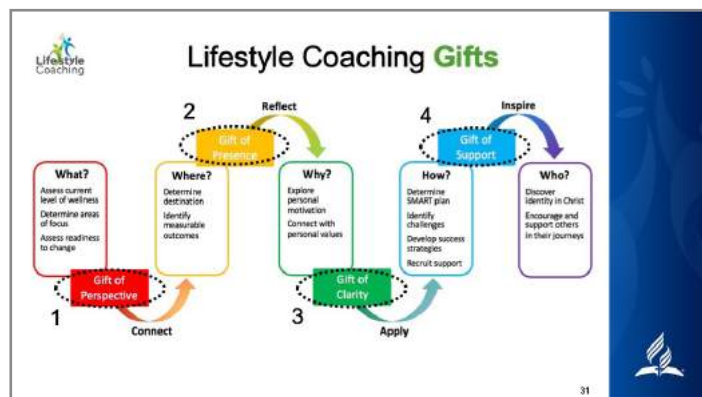 Lifestyle
Coaching
Lifestyle Coaching Gifts
1
Gift of
Perspective
What?
Assess current
level of wellness
Determine areas
of focus
Assess readiness
to change
Connect
2
Gift of
Presence
Where?
Determine
destination
Identify
measurable
outcomes
Reflect
3
Gift of
Clarity
Why?
Explore
personal
motivation
Connect with
personal values
Apply
4
Gift of
Support
How?
Determine
SMART plan
Identify
challenges
Develop success
strategies
Recruit support
Inspire
Who?
Discover
identity in Christ
Encourage and
support others
in their journeys
31